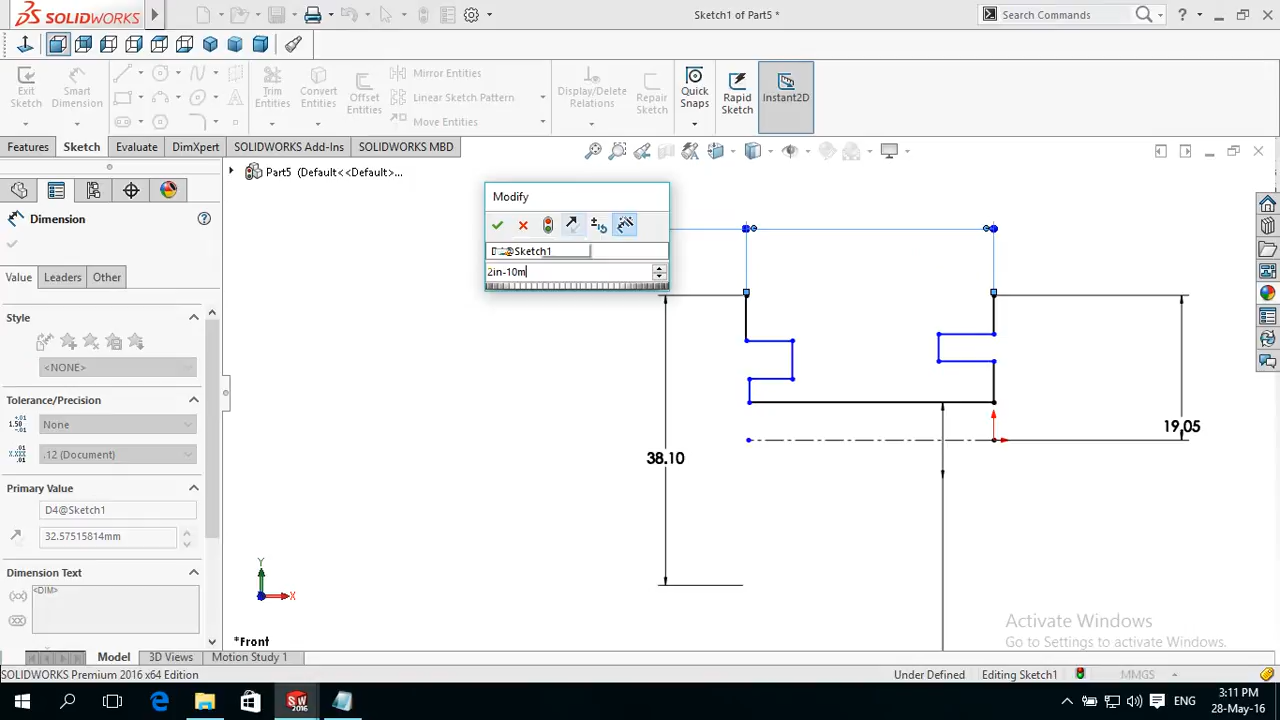 SOLIDWORKS
Sketch1 of Part5 *
Search Commands
?
Exit Sketch
Smart Dimension
Trim Entities
Convert Entities
Offset Entities
Mirror Entities
Linear Sketch Pattern
Move Entities
Display/Delete Relations
Repair Sketch
Quick Snaps
Rapid Sketch
Instant2D
Features
Sketch
Evaluate
DimXpert
SOLIDWORKS Add-Ins
SOLIDWORKS MBD
Part5 (Default<<Default>...
Dimension
Value
Leaders
Other
Style
<NONE>
Tolerance/Precision
None
.12 (Document)
Primary Value
D4@Sketch1
32.57515814mm
Dimension Text
<DIM>
Modify
@Sketch1
2in-10m
38.10
19.05
Y
X
*Front
Activate Windows
Go to Settings to activate Windows.
Model
3D Views
Motion Study 1
SOLIDWORKS Premium 2016 x64 Edition
Under Defined
Editing Sketch1
MMGS
ENG
3:11 PM
28-May-16